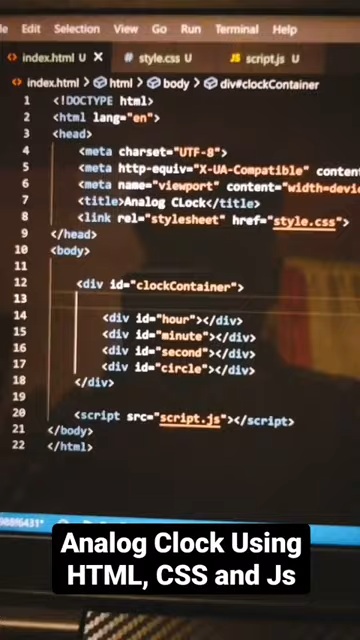 Edit Selection View Go Run Terminal Help
index.html U × # style.css U JS script.js U
index.html > html > body > div#clockContainer
1 <!DOCTYPE html>
2 <html lang="en">
3 <head>
4 <meta charset="UTF-8">
5 <meta http-equiv="X-UA-Compatible" content
6 <meta name="viewport" content="width=devic
7 <title>Analog CLock</title>
8 <link rel="stylesheet" href="style.css">
9 </head>
10 <body>
11
12 <div id="clockContainer">
13
14 <div id="hour"></div>
15 <div id="minute"></div>
16 <div id="second"></div>
17 <div id="circle"></div>
18 </div>
19
20 <script src="script.js"></script>
21 </body>
22 </html>
Analog Clock Using
HTML, CSS and Js